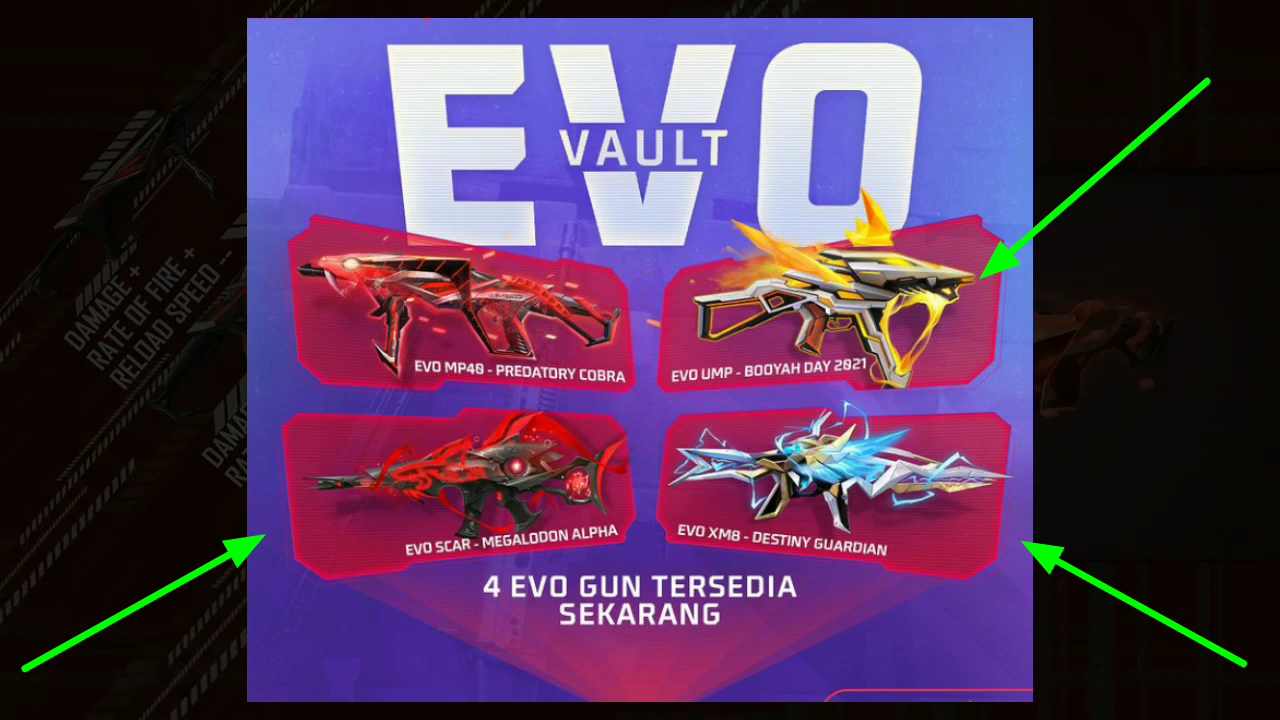 EVO
VAULT
EVO MP40 - PREDATORY COBRA
EVO UMP - BOOYAH DAY 2021
EVO SCAR - MEGALODON ALPHA
EVO XM8 - DESTINY GUARDIAN
4 EVO GUN TERSEDIA
SEKARANG
DAMAGE +
RATE OF FIRE +
RELOAD SPEED --